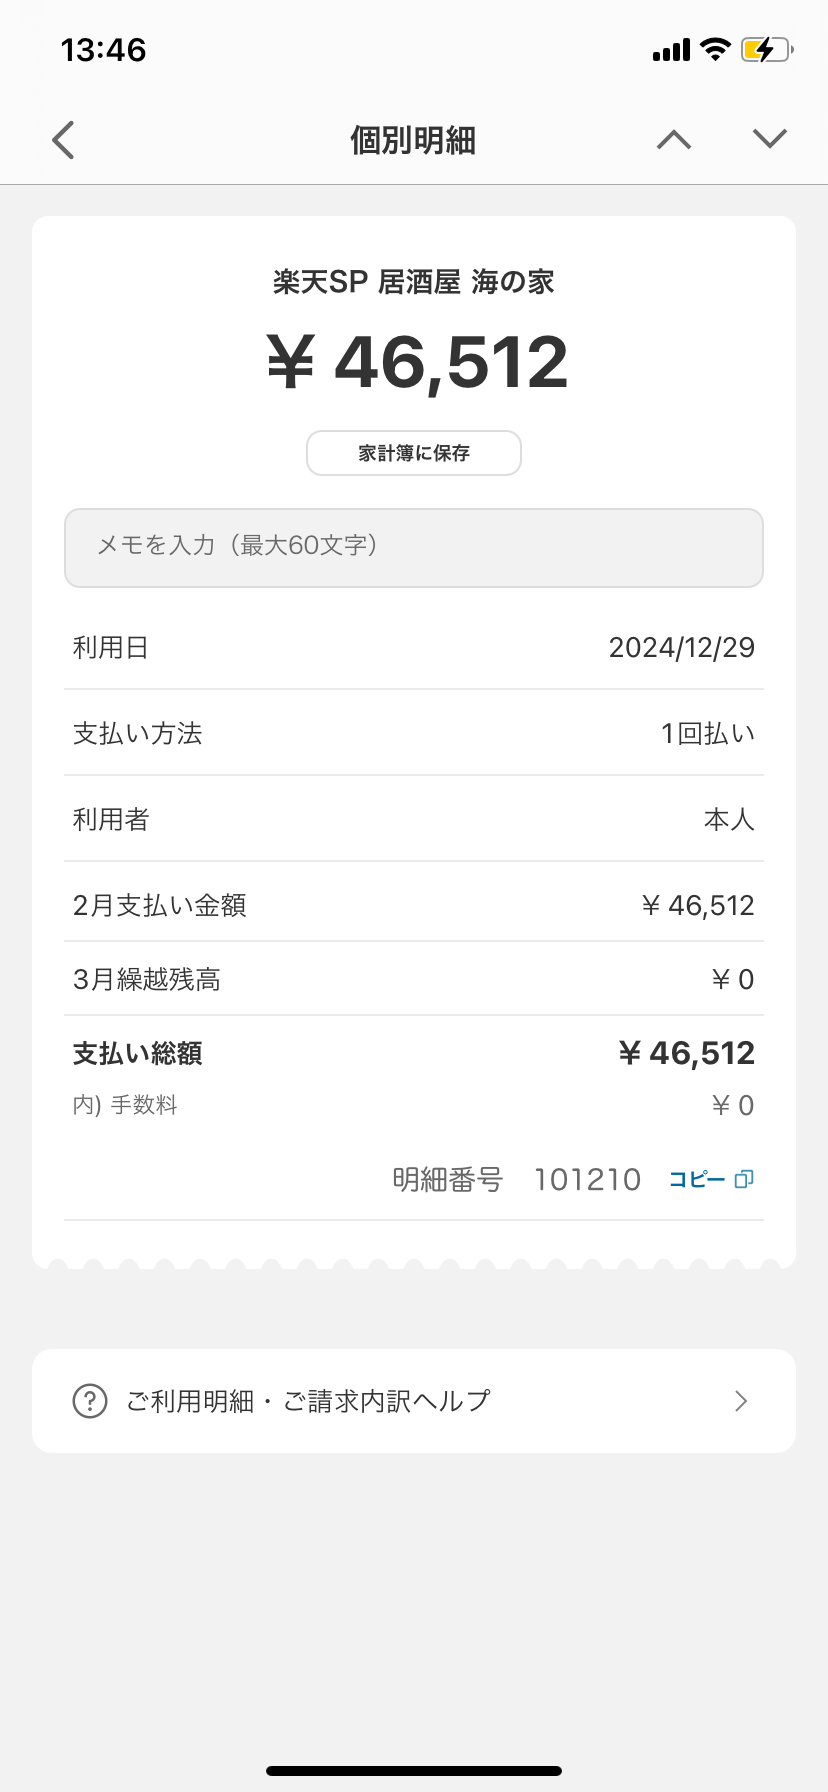 13:46
個別明細
楽天SP 居酒屋 海の家
¥ 46,512
家計簿に保存
メモを入力（最大60文字）
利用日 2024/12/29
支払い方法 1回払い
利用者 本人
2月支払い金額 ¥ 46,512
3月繰越残高 ¥ 0
支払い総額 ¥ 46,512
内) 手数料 ¥ 0
明細番号 101210 コピー
ご利用明細・ご請求内訳ヘルプ